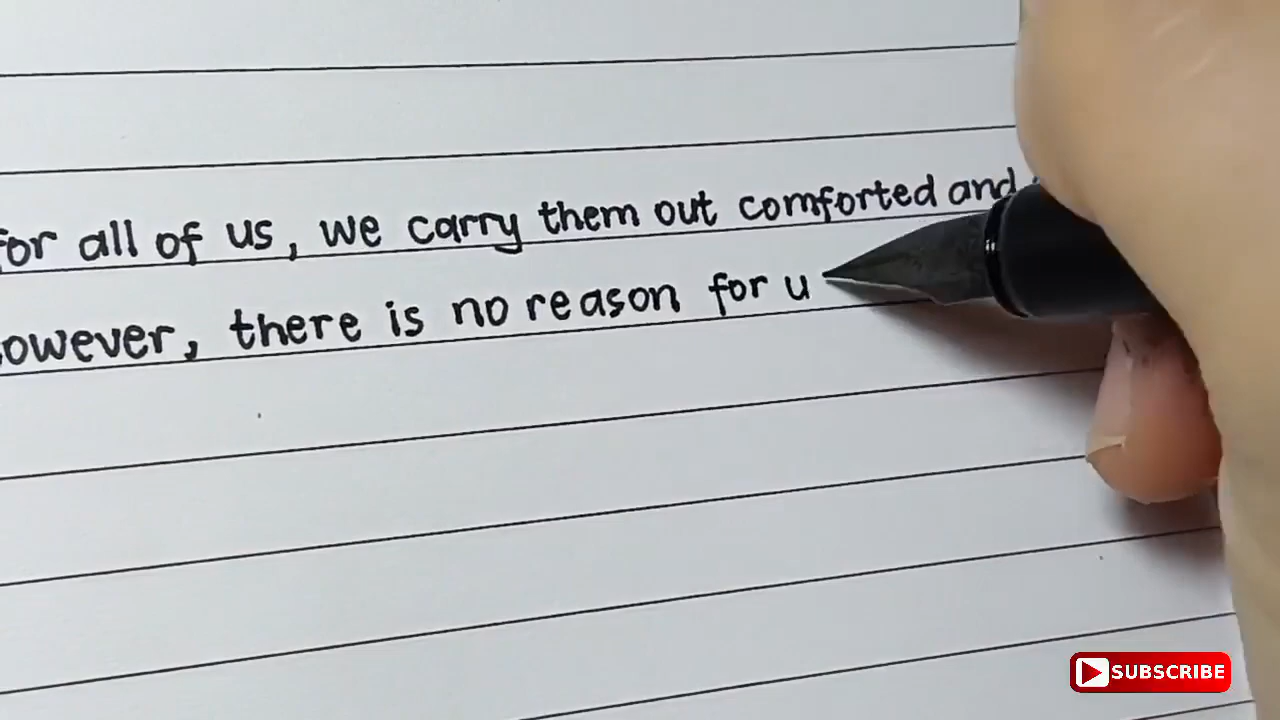 for all of us, we carry them out comforted and
owever, there is no reason for u
SUBSCRIBE